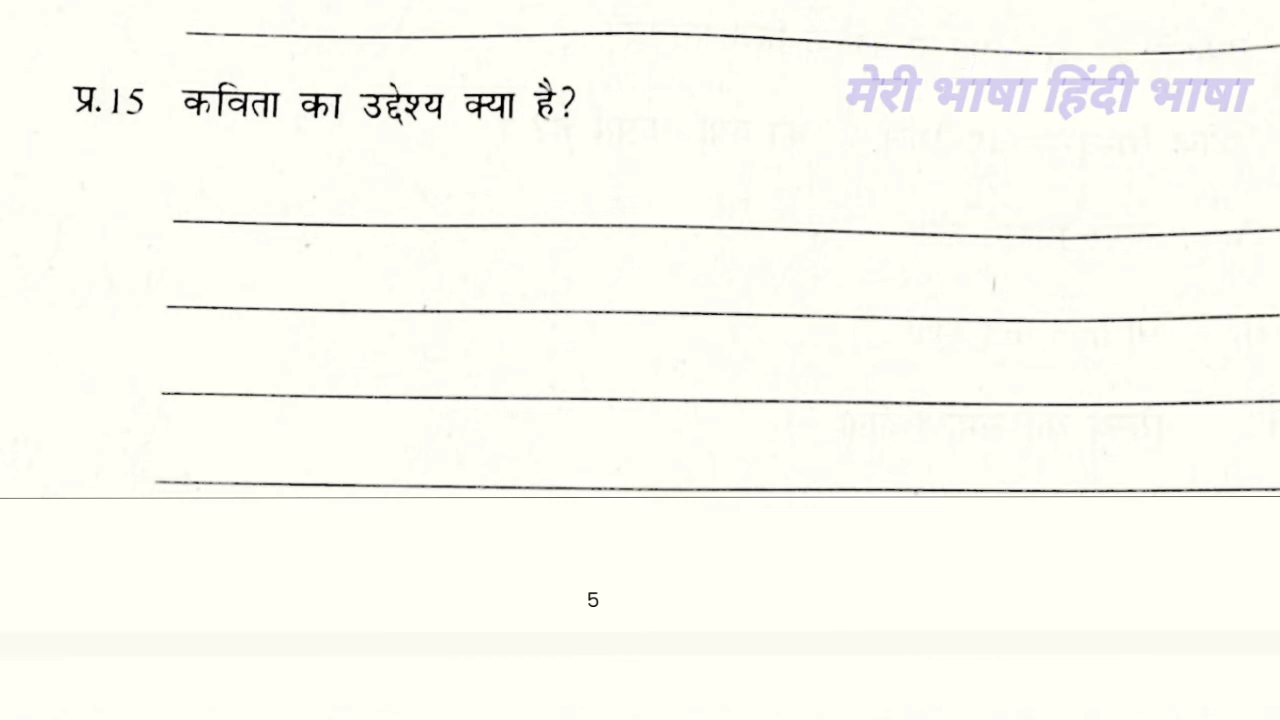 मेरी भाषा हिंदी भाषा
प्र.15 कविता का उद्देश्य क्या है?
5